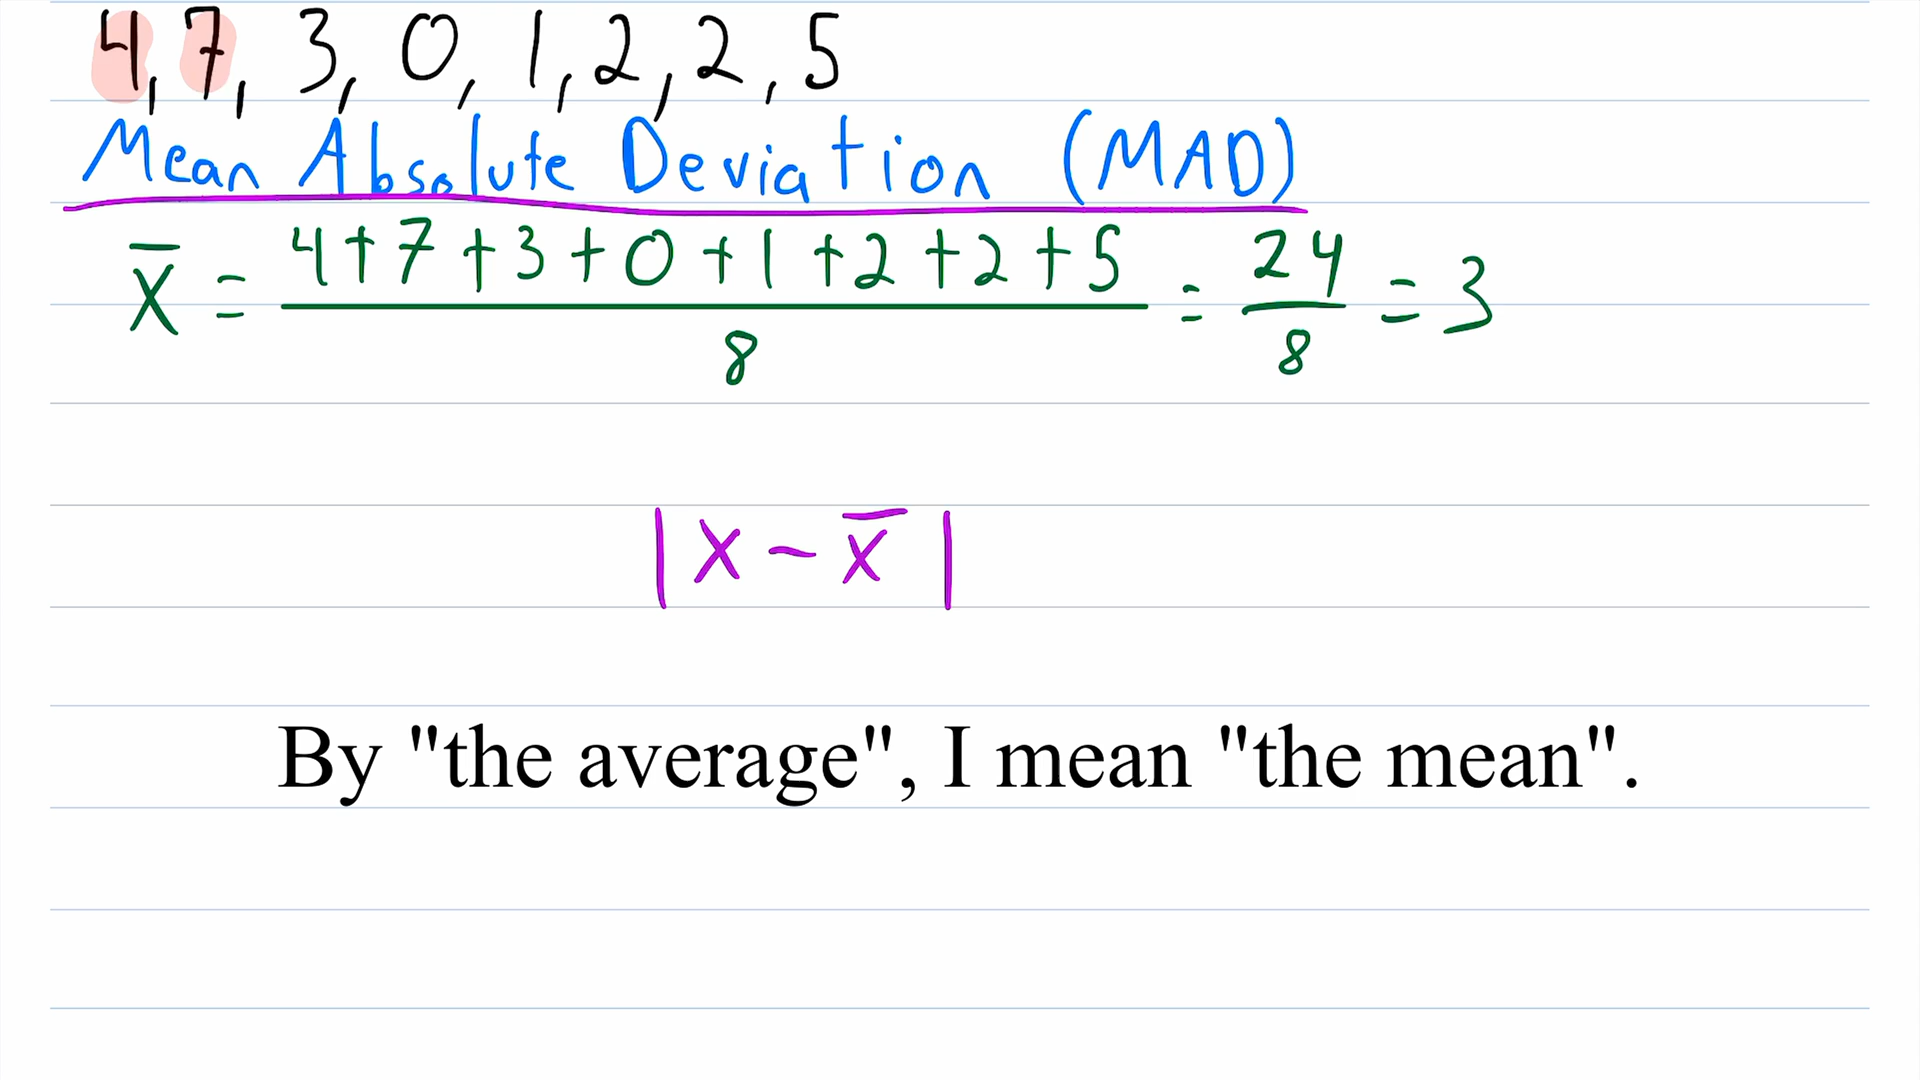 4, 7, 3, 0, 1, 2, 2, 5
Mean Absolute Deviation (MAD)
x̄ = 4+7+3+0+1+2+2+5 / 8 = 24 / 8 = 3
|x - x̄|
By "the average", I mean "the mean".